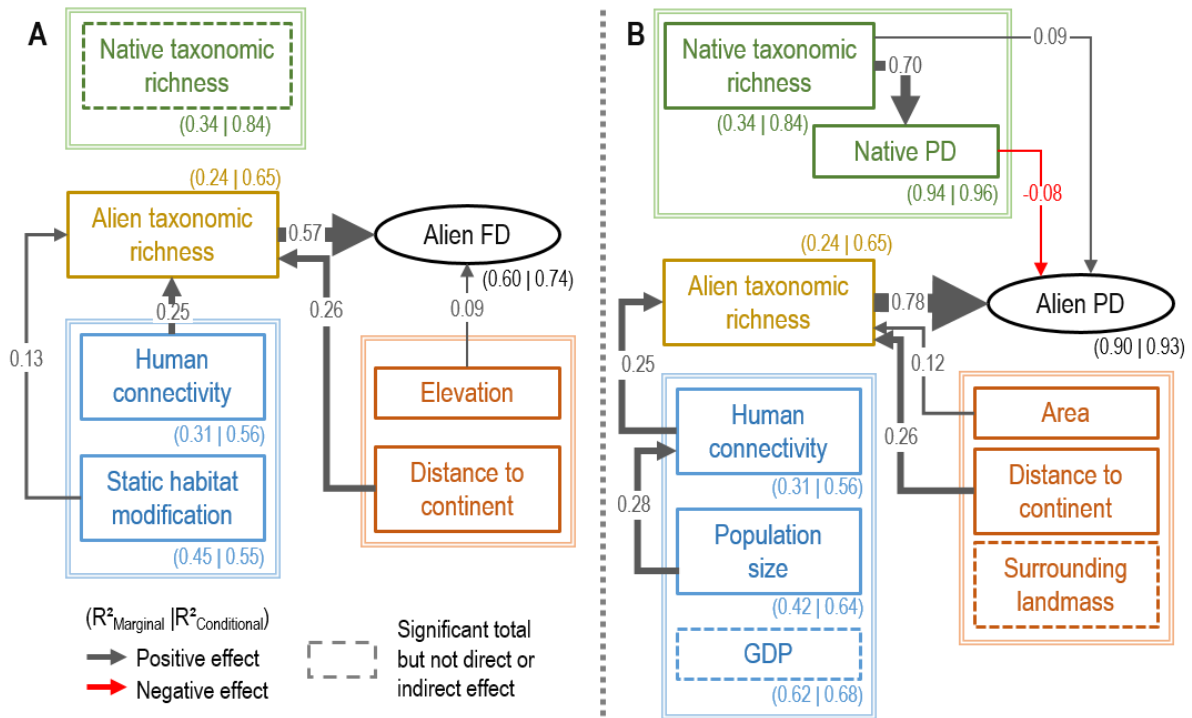 A
Native taxonomic
richness
(0.34 | 0.84)
(0.24 | 0.65)
Alien taxonomic
richness
0.57
Alien FD
(0.60 | 0.74)
0.25
0.26
0.09
0.13
Human
connectivity
(0.31 | 0.56)
Static habitat
modification
(0.45 | 0.55)
Elevation
Distance to
continent
(R²Marginal |R²Conditional)
Positive effect
Negative effect
Significant total
but not direct or
indirect effect
B
Native taxonomic
richness
(0.34 | 0.84)
0.09
0.70
Native PD
(0.94 | 0.96)
-0.08
(0.24 | 0.65)
Alien taxonomic
richness
0.78
Alien PD
(0.90 | 0.93)
0.25
0.12
0.26
0.28
Human
connectivity
(0.31 | 0.56)
Population
size
(0.42 | 0.64)
GDP
(0.62 | 0.68)
Area
Distance to
continent
Surrounding
landmass